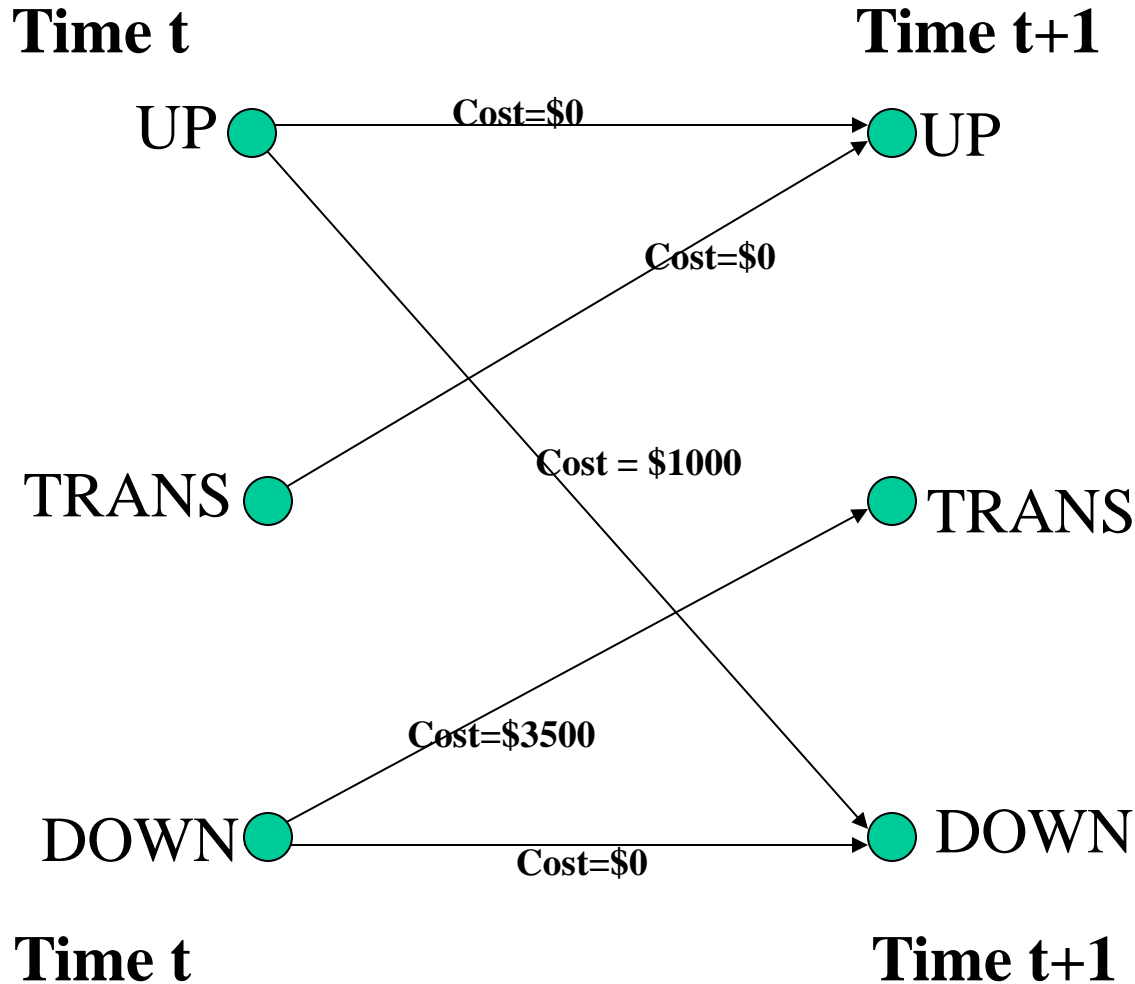 Time t
Time t+1
UP
Cost=$0
UP
Cost=$0
Cost = $1000
TRANS
TRANS
Cost=$3500
DOWN
DOWN
Cost=$0
Time t
Time t+1